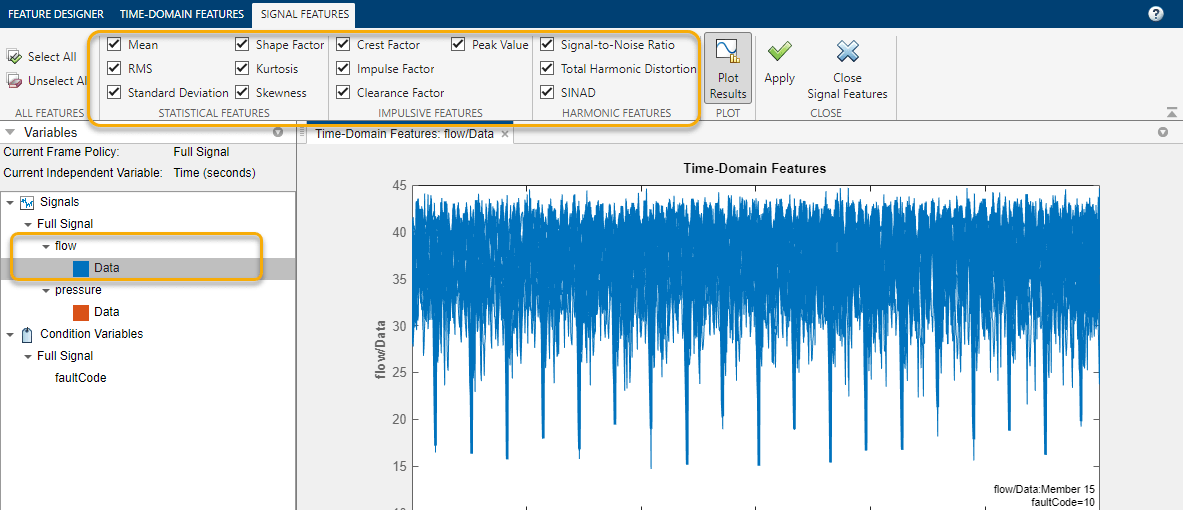 FEATURE DESIGNER TIME-DOMAIN FEATURES SIGNAL FEATURES
?
Select All
Unselect Al
ALL FEATURES
Mean Shape Factor
RMS Kurtosis
Standard Deviation Skewness
STATISTICAL FEATURES
Crest Factor Peak Value
Impulse Factor
Clearance Factor
IMPULSIVE FEATURES
Signal-to-Noise Ratio
Total Harmonic Distortion
SINAD
HARMONIC FEATURES
Plot
Results
PLOT
Apply
Close
Signal Features
CLOSE
Variables
Current Frame Policy: Full Signal
Current Independent Variable: Time (seconds)
Signals
Full Signal
flow
Data
pressure
Data
Condition Variables
Full Signal
faultCode
Time-Domain Features: flow/Data
Time-Domain Features
flow/Data
45
40
35
30
25
20
15
10
flow/Data:Member 15
faultCode=10